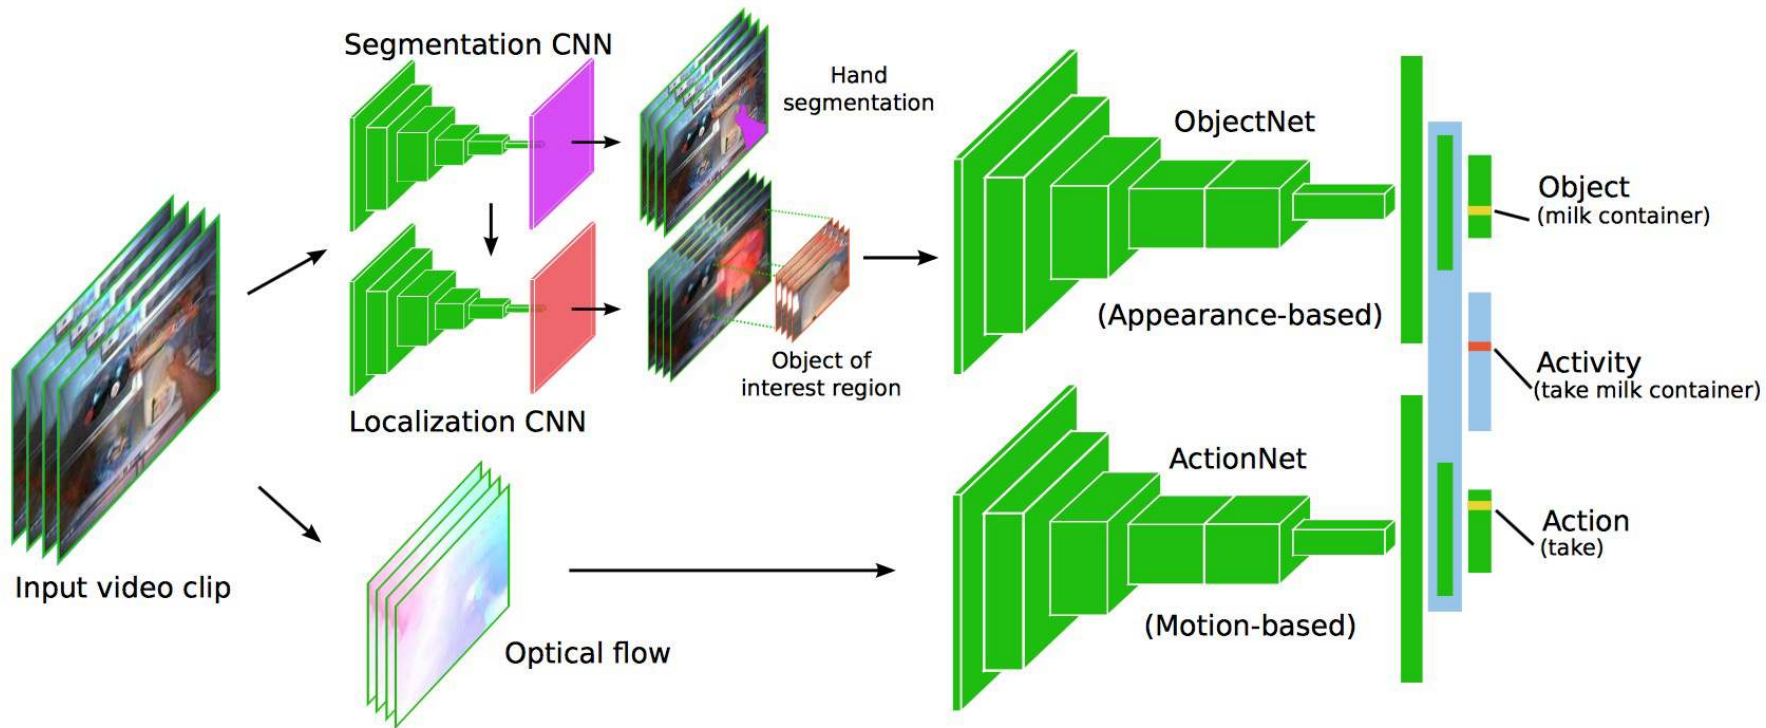 Segmentation CNN
Hand
segmentation
Localization CNN
Object of
interest region
Input video clip
Optical flow
ObjectNet
(Appearance-based)
ActionNet
(Motion-based)
Object
(milk container)
Activity
(take milk container)
Action
(take)